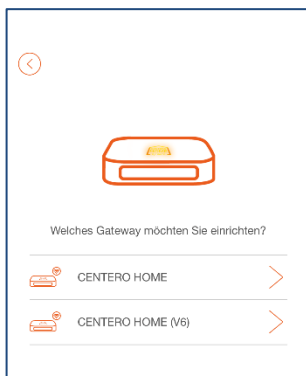 Welches Gateway möchten Sie einrichten?
CENTERO HOME
CENTERO HOME (V6)